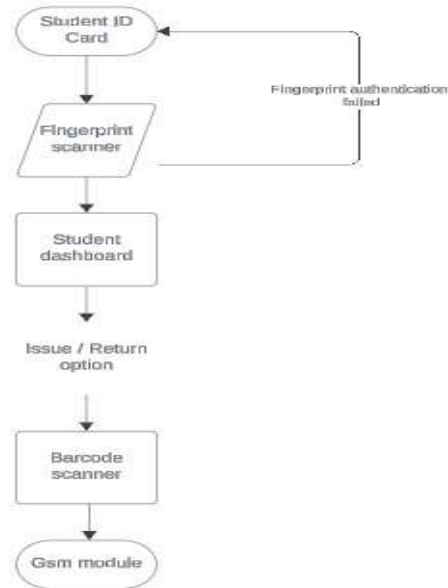 Student ID
Card
Fingerprint authentication
failed
Fingerprint
scanner
Student
dashboard
Issue / Return
option
Barcode
scanner
Gsm module